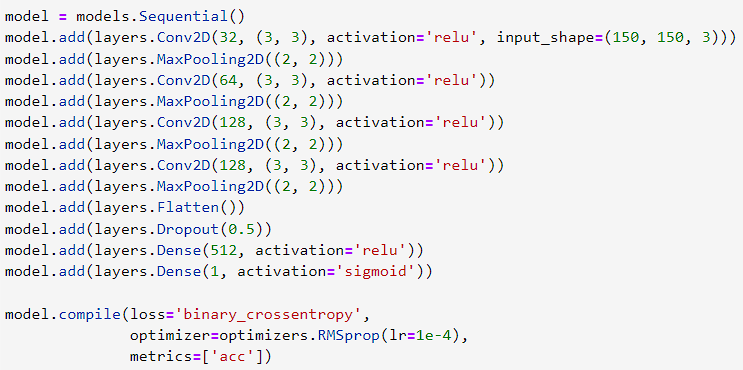 model = models.Sequential()
model.add(layers.Conv2D(32, (3, 3), activation='relu', input_shape=(150, 150, 3)))
model.add(layers.MaxPooling2D((2, 2)))
model.add(layers.Conv2D(64, (3, 3), activation='relu'))
model.add(layers.MaxPooling2D((2, 2)))
model.add(layers.Conv2D(128, (3, 3), activation='relu'))
model.add(layers.MaxPooling2D((2, 2)))
model.add(layers.Conv2D(128, (3, 3), activation='relu'))
model.add(layers.MaxPooling2D((2, 2)))
model.add(layers.Flatten())
model.add(layers.Dropout(0.5))
model.add(layers.Dense(512, activation='relu'))
model.add(layers.Dense(1, activation='sigmoid'))

model.compile(loss='binary_crossentropy',
              optimizer=optimizers.RMSprop(lr=1e-4),
              metrics=['acc'])